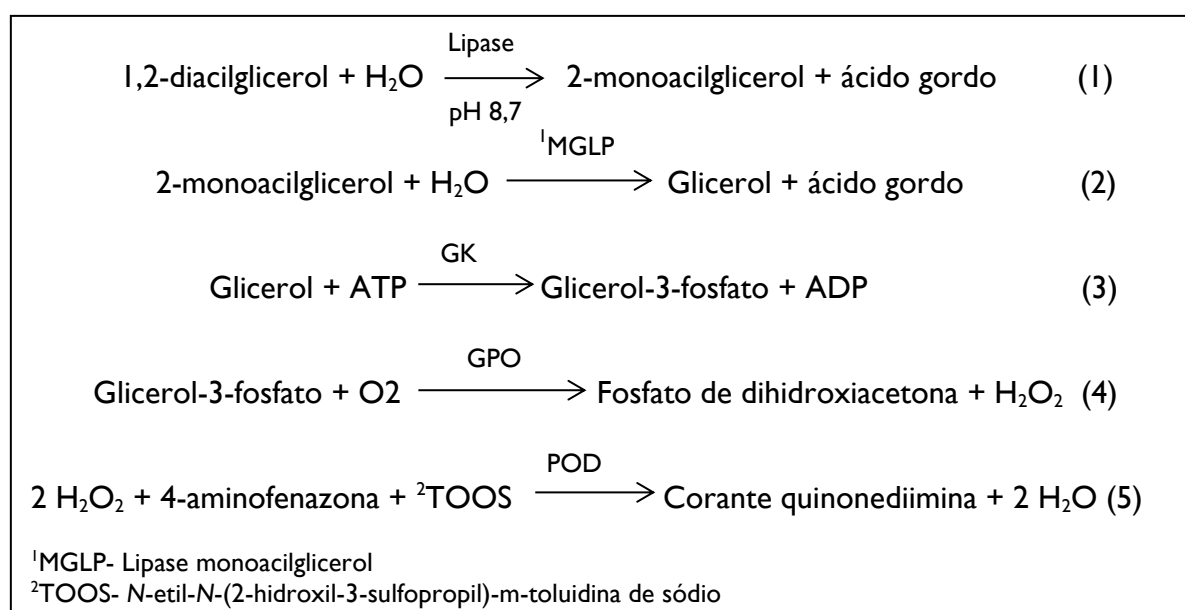 Lipase
1,2-diacilglicerol + H₂O ⟶ 2-monoacilglicerol + ácido gordo (1)
pH 8,7
¹MGLP
2-monoacilglicerol + H₂O ⟶ Glicerol + ácido gordo (2)
GK
Glicerol + ATP ⟶ Glicerol-3-fosfato + ADP (3)
GPO
Glicerol-3-fosfato + O2 ⟶ Fosfato de dihidroxiacetona + H₂O₂ (4)
POD
2 H₂O₂ + 4-aminofenazona + ²TOOS ⟶ Corante quinonediimina + 2 H₂O (5)
¹MGLP- Lipase monoacilglicerol
²TOOS- N-etil-N-(2-hidroxil-3-sulfopropil)-m-toluidina de sódio